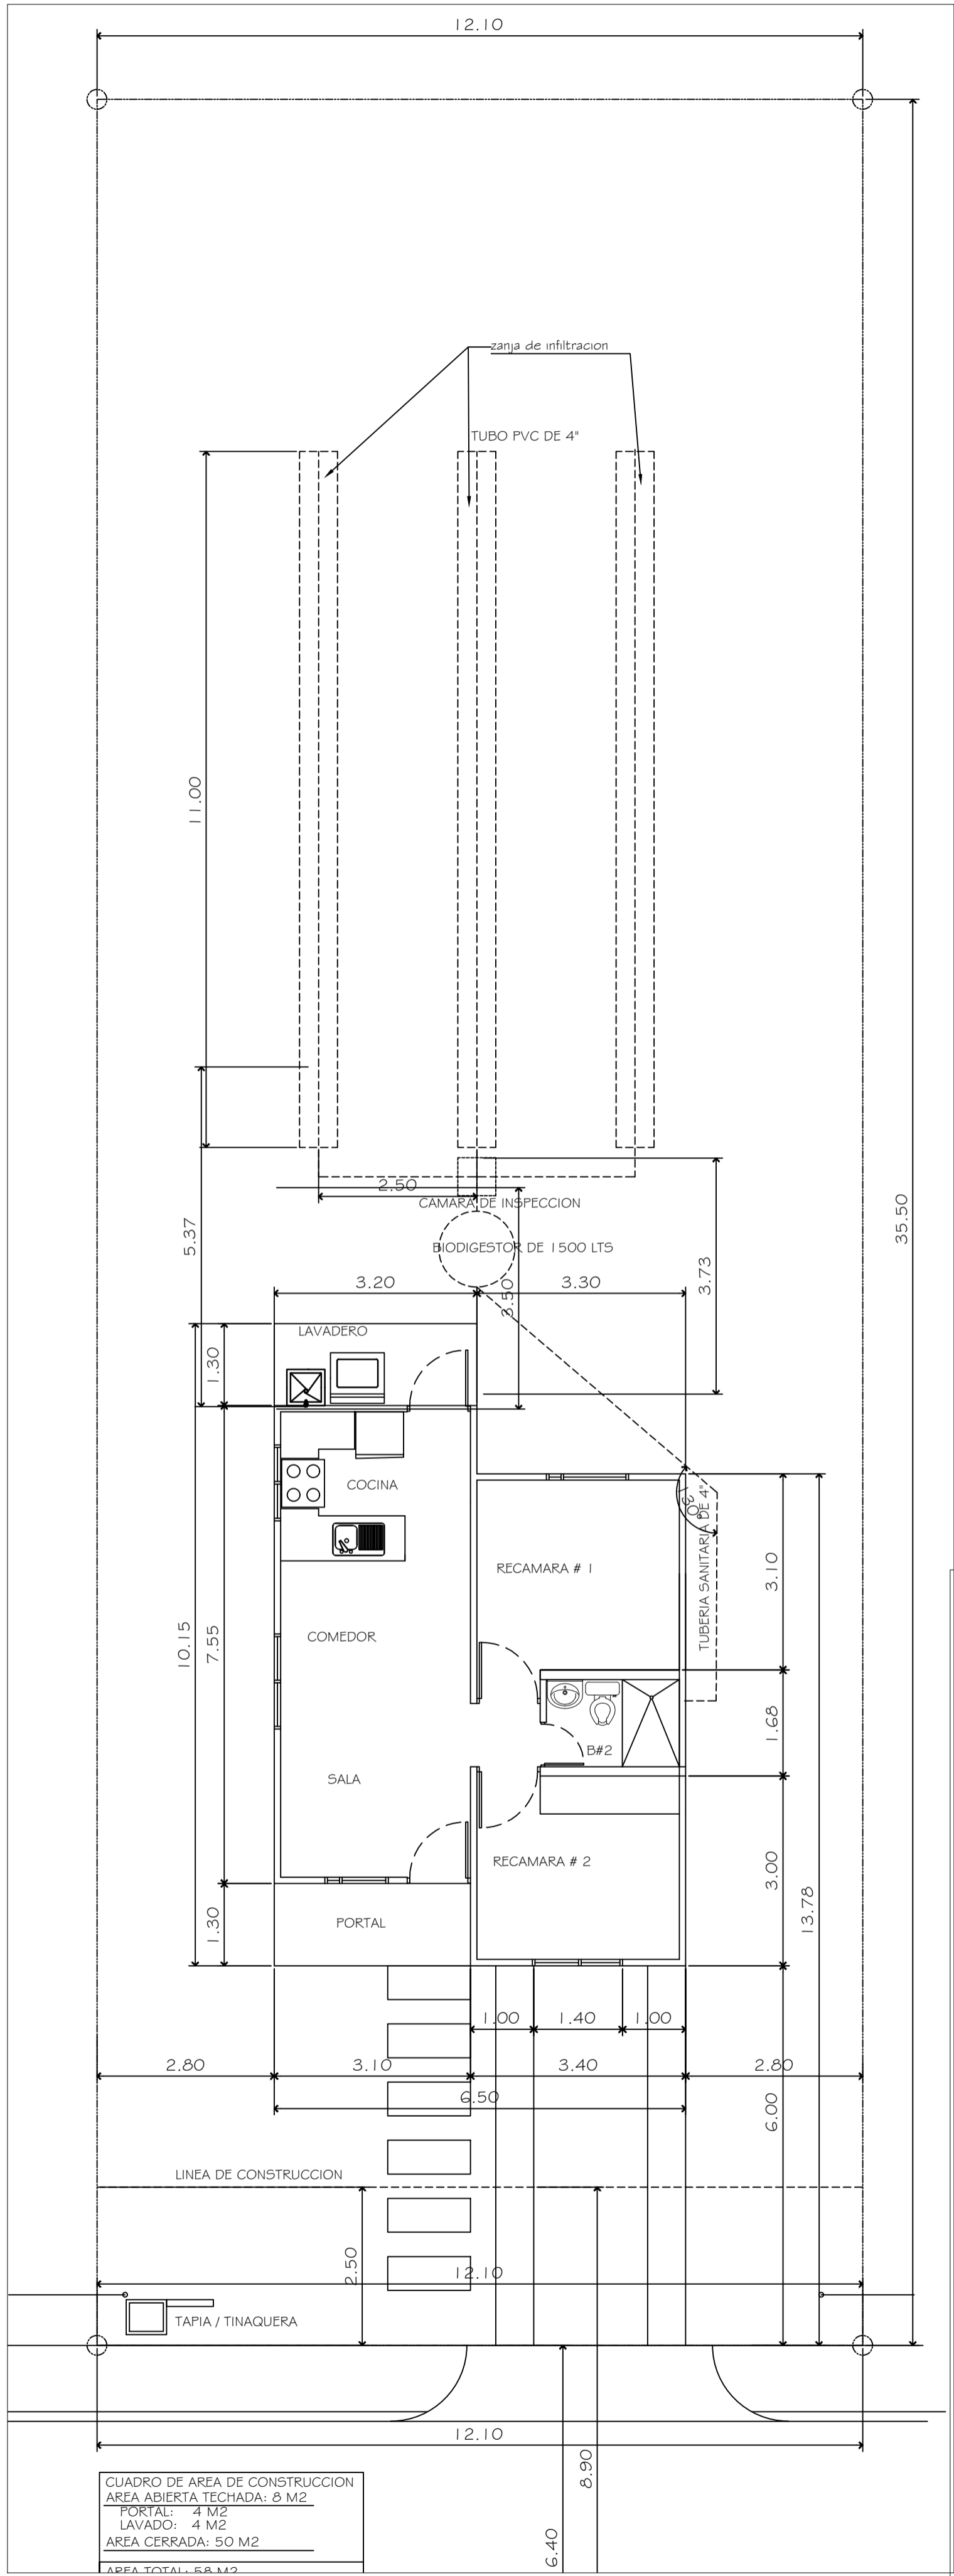 12.10
zanja de infiltracion
TUBO PVC DE 4"
11.00
35.50
2.50
CAMARA DE INSPECCION
5.37
BIODIGESTOR DE 1500 LTS
3.73
3.20
3.30
3.50
LAVADERO
1.30
COCINA
130°
TUBERIA SANITARIA DE 4"
RECAMARA # 1
3.10
COMEDOR
10.15
7.55
1.68
B#2
SALA
RECAMARA # 2
3.00
13.78
PORTAL
1.30
1.00
1.40
1.00
2.80
3.10
3.40
2.80
6.50
6.00
LINEA DE CONSTRUCCION
2.50
12.10
TAPIA / TINAQUERA
12.10
8.90
6.40
CUADRO DE AREA DE CONSTRUCCION
AREA ABIERTA TECHADA: 8 M2
PORTAL: 4 M2
LAVADO: 4 M2
AREA CERRADA: 50 M2
AREA TOTAL: 58 M2